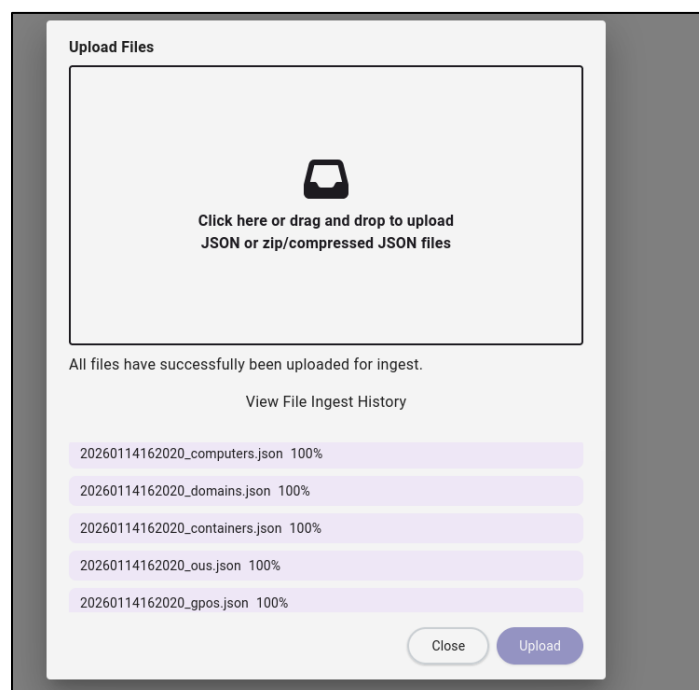 Upload Files
Click here or drag and drop to upload
JSON or zip/compressed JSON files
All files have successfully been uploaded for ingest.
View File Ingest History
20260114162020_computers.json 100%
20260114162020_domains.json 100%
20260114162020_containers.json 100%
20260114162020_ous.json 100%
20260114162020_gpos.json 100%
Close Upload